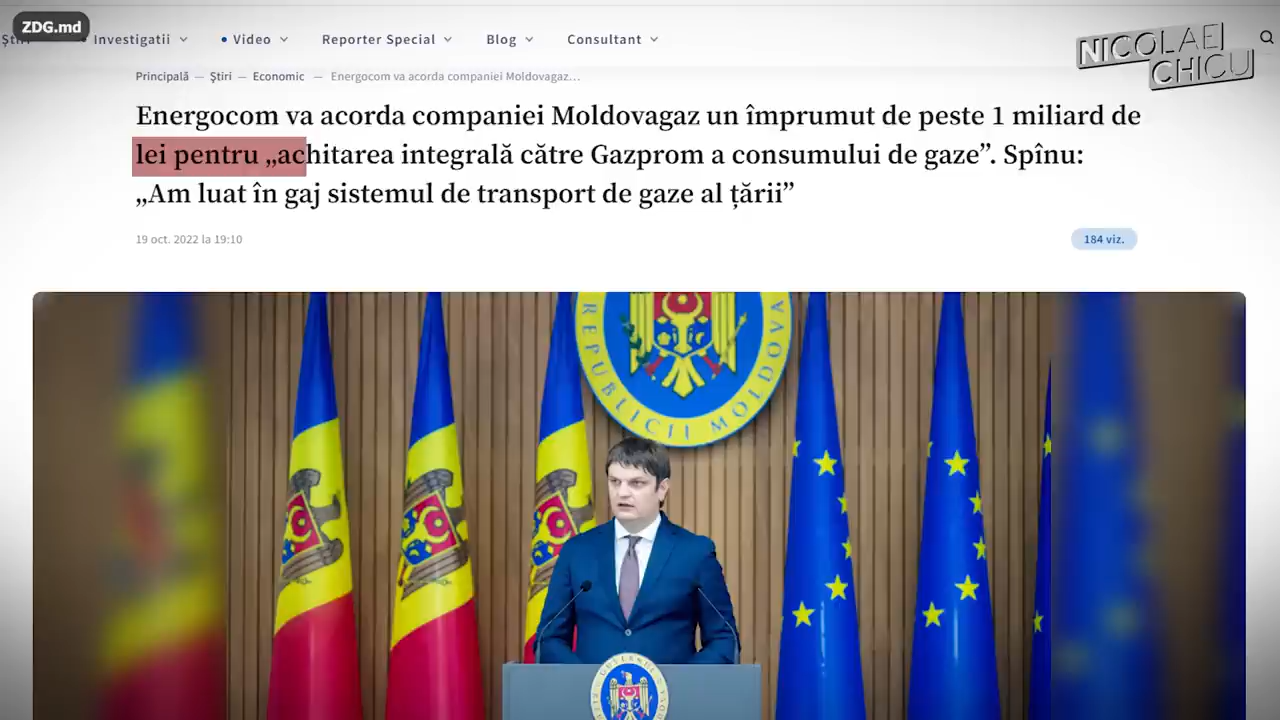 ZDG.md
Știri Investigatii Video Reporter Special Blog Consultant
NICOLAE
CHICU
Principală — Știri — Economic — Energocom va acorda companiei Moldovagaz...
Energocom va acorda companiei Moldovagaz un împrumut de peste 1 miliard de
lei pentru „achitarea integrală către Gazprom a consumului de gaze”. Spînu:
„Am luat în gaj sistemul de transport de gaze al țării”
19 oct. 2022 la 19:10
184 viz.
REPUBLICII MOLDOVA